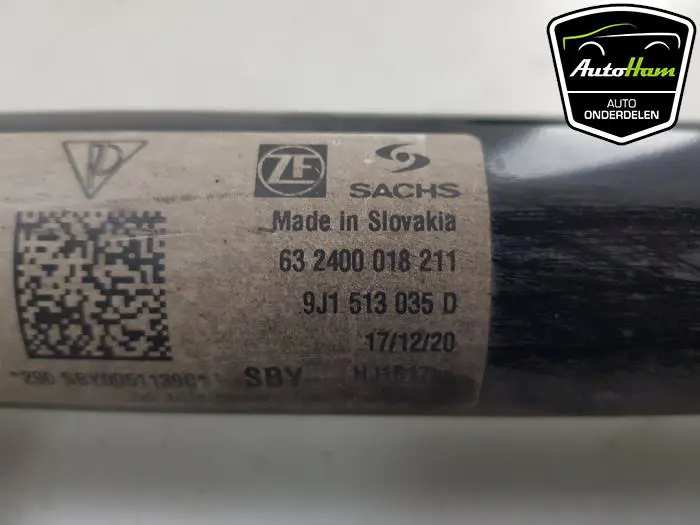 AutoHam
AUTO
ONDERDELEN
ZF
SACHS
Made in Slovakia
63 2400 018 211
9J1 513 035 D
17/12/20
SBY